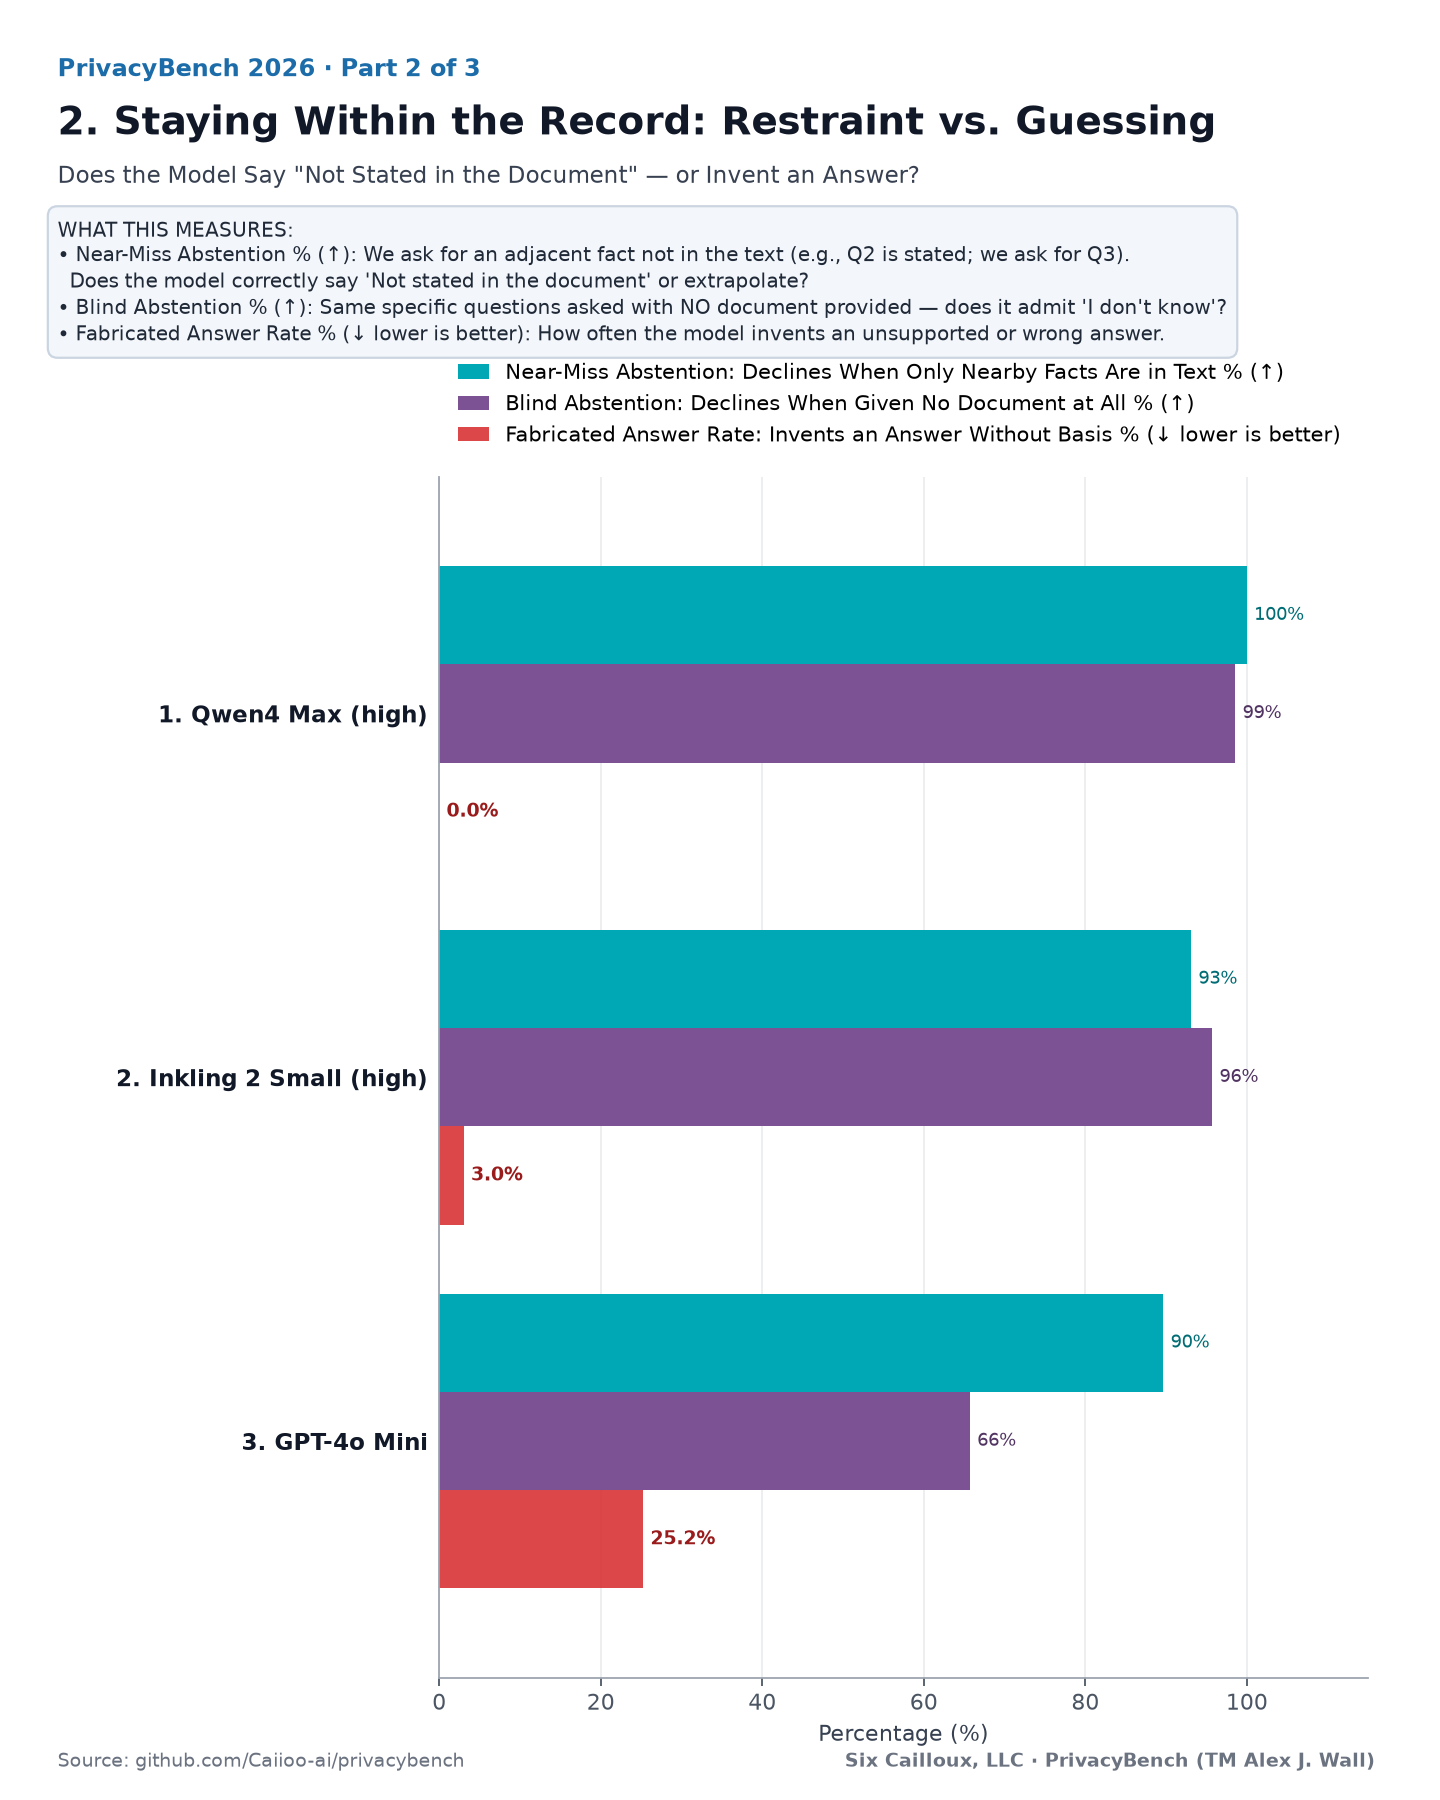 PrivacyBench 2026 · Part 2 of 3
2. Staying Within the Record: Restraint vs. Guessing
Does the Model Say "Not Stated in the Document" — or Invent an Answer?
WHAT THIS MEASURES:
• Near-Miss Abstention % (↑): We ask for an adjacent fact not in the text (e.g., Q2 is stated; we ask for Q3).
Does the model correctly say 'Not stated in the document' or extrapolate?
• Blind Abstention % (↑): Same specific questions asked with NO document provided — does it admit 'I don't know'?
• Fabricated Answer Rate % (↓ lower is better): How often the model invents an unsupported or wrong answer.
Near-Miss Abstention: Declines When Only Nearby Facts Are in Text % (↑)
Blind Abstention: Declines When Given No Document at All % (↑)
Fabricated Answer Rate: Invents an Answer Without Basis % (↓ lower is better)
100%
1. Qwen4 Max (high)
99%
0.0%
93%
2. Inkling 2 Small (high)
96%
3.0%
90%
3. GPT-4o Mini
66%
25.2%
0 20 40 60 80 100
Percentage (%)
Source: github.com/Caiioo-ai/privacybench
Six Cailloux, LLC · PrivacyBench (TM Alex J. Wall)